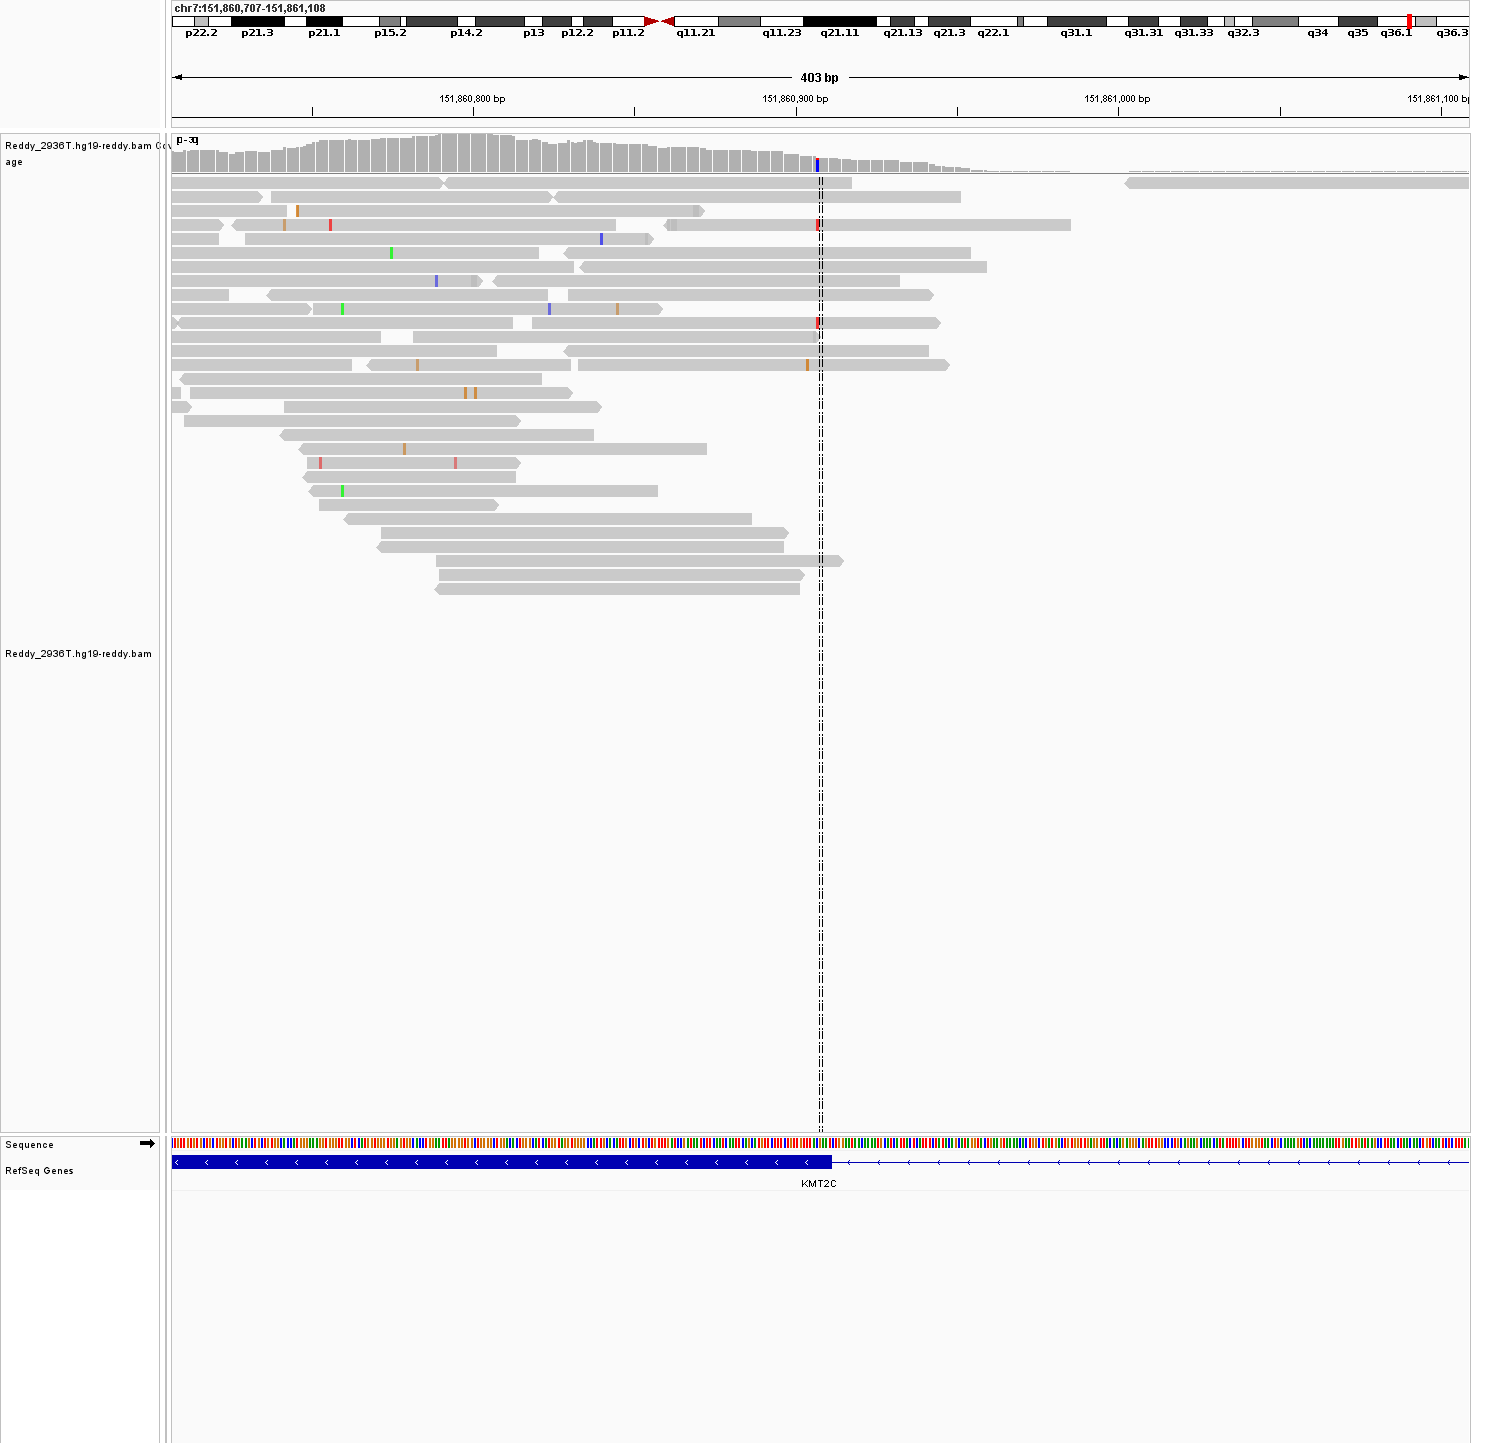 chr7:151,860,707-151,861,108
p22.2 p21.3 p21.1 p15.2 p14.2 p13 p12.2 p11.2 q11.21 q11.23 q21.11 q21.13 q21.3 q22.1 q31.1 q31.31 q31.33 q32.3 q34 q35 q36.1 q36.3
403 bp
151,860,800 bp 151,860,900 bp 151,861,000 bp 151,861,100 bp
Reddy_2936T.hg19-reddy.bam Cov
age
Reddy_2936T.hg19-reddy.bam
Sequence
RefSeq Genes
KMT2C